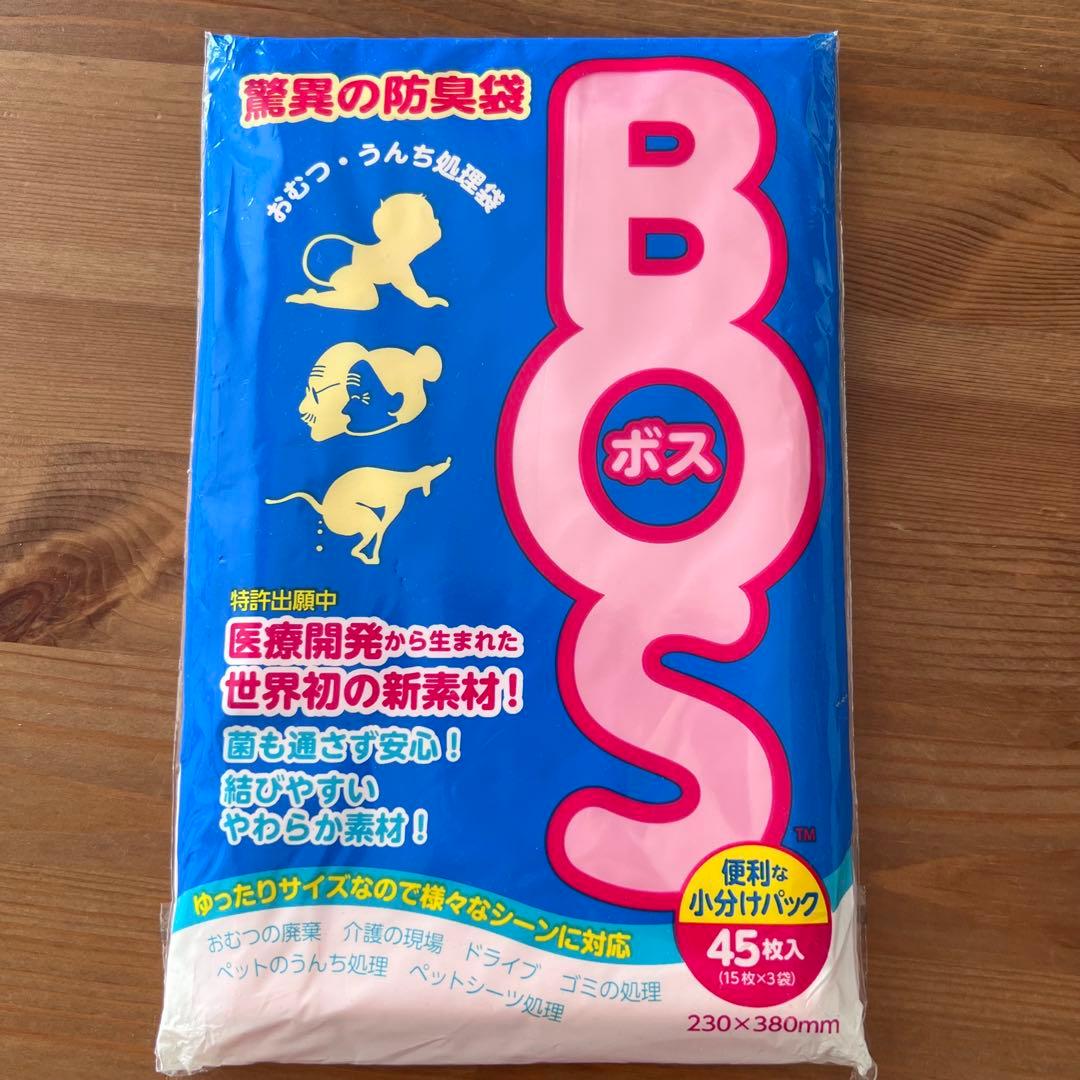 驚異の防臭袋
おむつ・うんち処理袋
BOS
ボス
TM
特許出願中
医療開発から生まれた
世界初の新素材！
菌も通さず安心！
結びやすい
やわらか素材！
ゆったりサイズなので様々なシーンに対応
おむつの廃棄 介護の現場 ドライブ ゴミの処理
ペットのうんち処理 ペットシーツ処理
便利な
小分けパック
45枚入
(15枚×3袋)
230×380mm